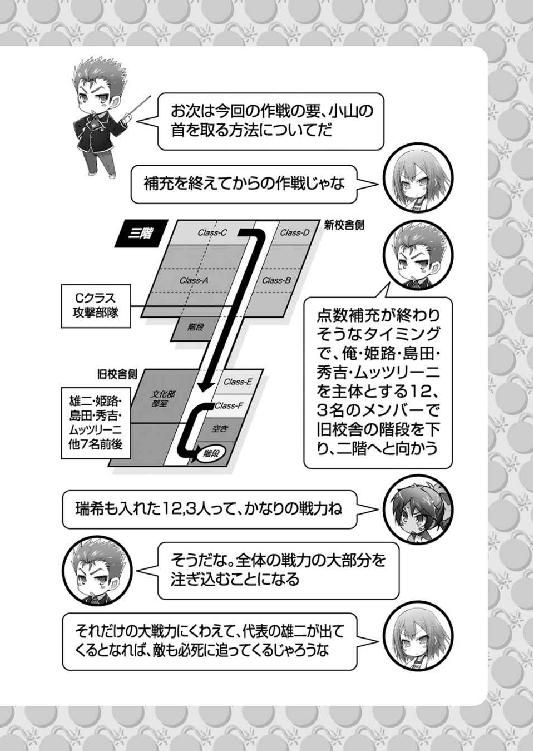 お次は今回の作戦の要、小山の
首を取る方法についてだ
補充を終えてからの作戦じゃな
三階
新校舎側
Class-C
Class-D
Class-A
Class-B
Cクラス
攻撃部隊
階段
点数補充が終わり
そうなタイミング
で、俺・姫路・島田・
秀吉・ムッツリーニ
を主体とする12、
3名のメンバーで
旧校舎の階段を下
り、二階へと向かう
旧校舎側
雄二・姫路・
島田・秀吉・
ムッツリーニ
他7名前後
文化部
部室
Class-E
Class-F
空き
階段
瑞希も入れた12,3人って、かなりの戦力ね
そうだな。全体の戦力の大部分を
注ぎ込むことになる
それだけの大戦力にくわえて、代表の雄二が出て
くるとなれば、敵も必死に追ってくるじゃろうな